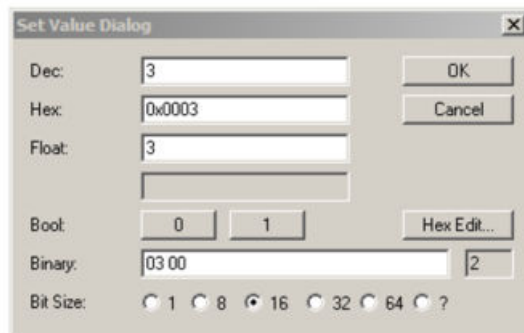 Set Value Dialog
Dec: 3 OK
Hex: 0x0003 Cancel
Float: 3
Bool: 0 1 Hex Edit...
Binary: 03 00 2
Bit Size: 1 8 16 32 64 ?